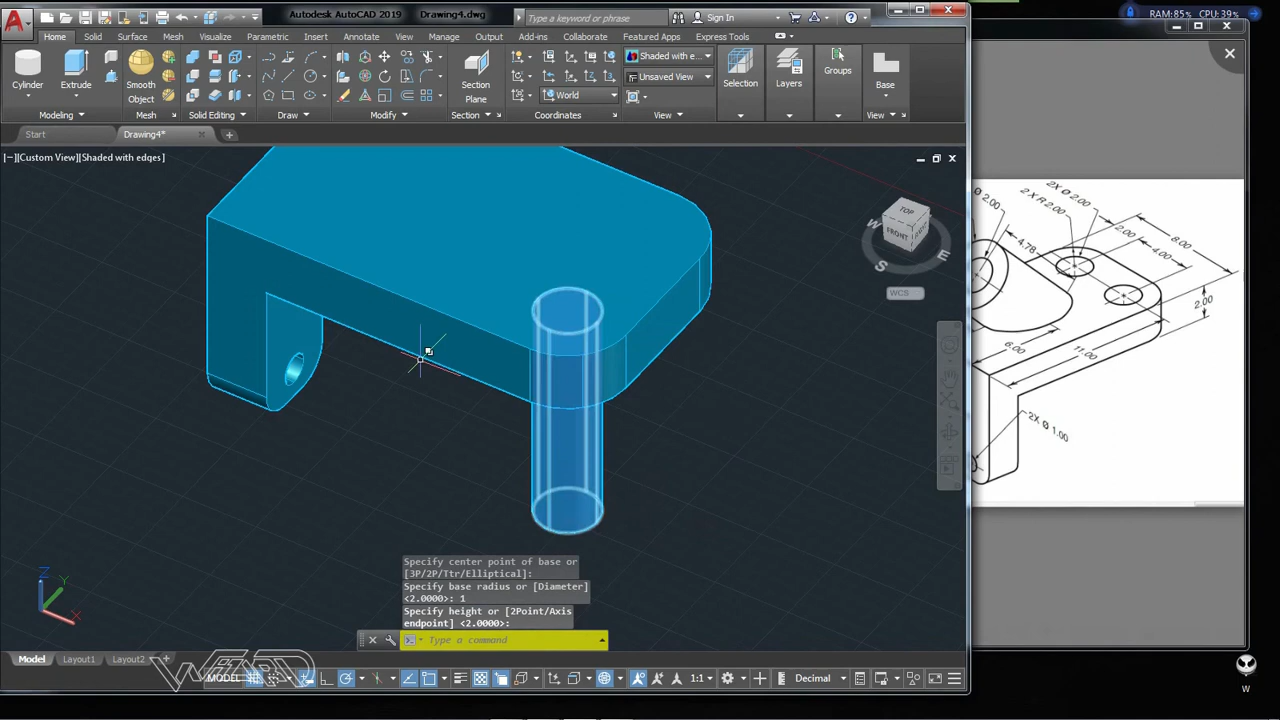 Autodesk AutoCAD 2019 Drawing4.dwg
Type a keyword or phrase
Sign In
RAM:85% CPU:39%
Home Solid Surface Mesh Visualize Parametric Insert Annotate View Manage Output Add-ins Collaborate Featured Apps Express Tools
Cylinder
Extrude
Smooth
Object
Section
Plane
Shaded with e...
Unsaved View
World
Selection
Layers
Groups
Base
Modeling
Mesh
Solid Editing
Draw
Modify
Section
Coordinates
View
View
Start
Drawing4*
[−][Custom View][Shaded with edges]
TOP
FRONT
W
S
E
WCS
Ø 2.00
2 X R 2.00
2X Ø 2.00
4.78
2.00
4.00
8.00
2.00
6.00
11.00
2X Ø 1.00
Specify center point of base or
[3P/2P/Ttr/Elliptical]:
Specify base radius or [Diameter]
<2.0000>: 1
Specify height or [2Point/Axis
endpoint] <2.0000>:
Type a command
Z
Y
X
Model
Layout1
Layout2
MODEL
1:1
Decimal
W